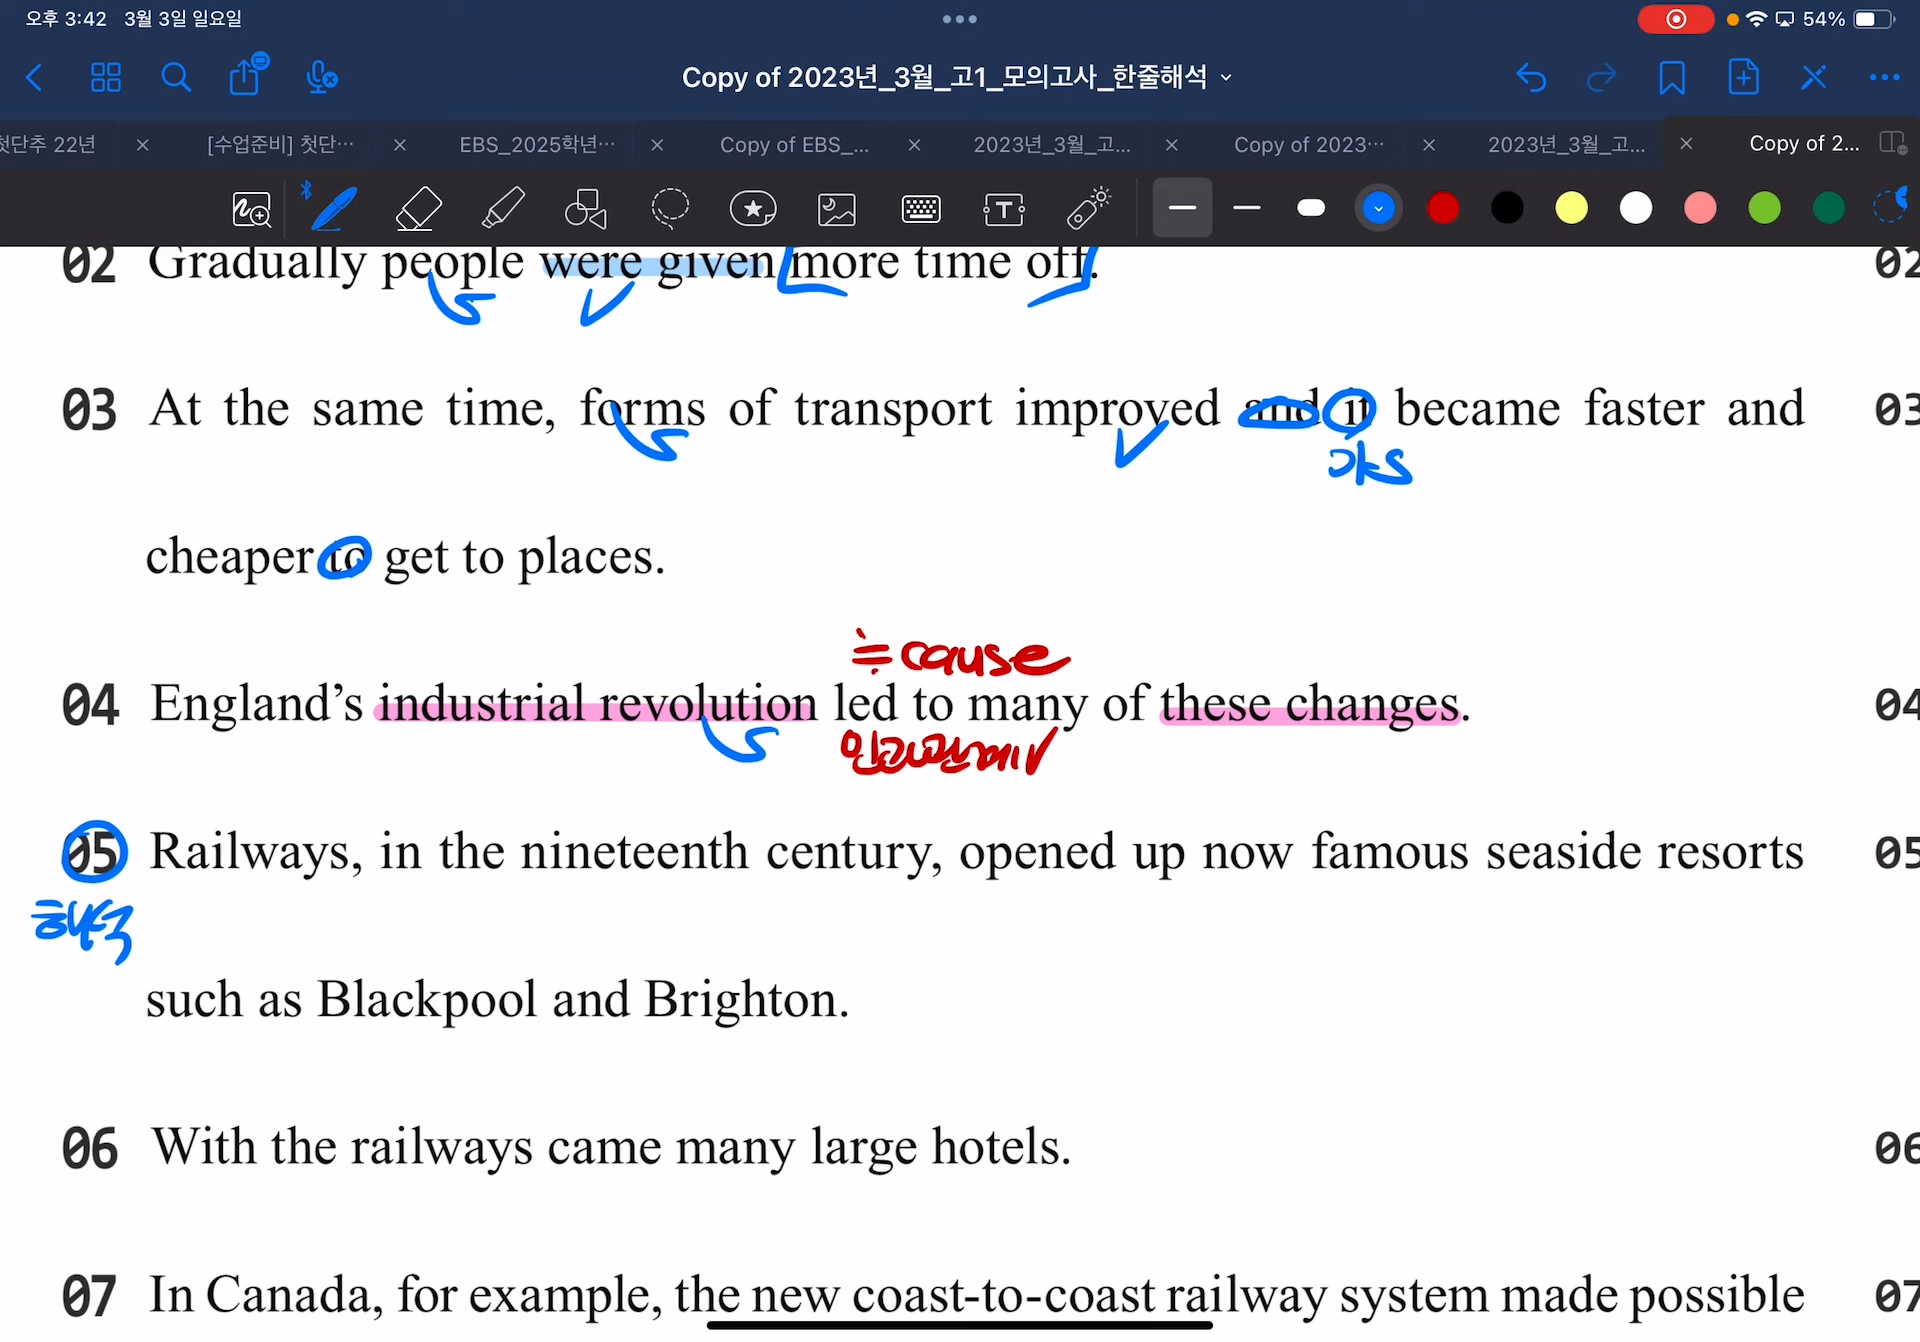 오후 3:42 3월 3일 일요일
54%
Copy of 2023년_3월_고1_모의고사_한줄해석
첫단추 22년
[수업준비] 첫단…
EBS_2025학년…
Copy of EBS_...
2023년_3월_고...
Copy of 2023…
2023년_3월_고...
Copy of 2...
02 Gradually people were given more time off. 02
S V
03 At the same time, forms of transport improved and it became faster and 03
S V 가S
cheaper to get to places.
≒ cause
04 England’s industrial revolution led to many of these changes. 04
S 인과관계 V
05 Railways, in the nineteenth century, opened up now famous seaside resorts 05
해석
such as Blackpool and Brighton.
06 With the railways came many large hotels. 06
07 In Canada, for example, the new coast-to-coast railway system made possible 07